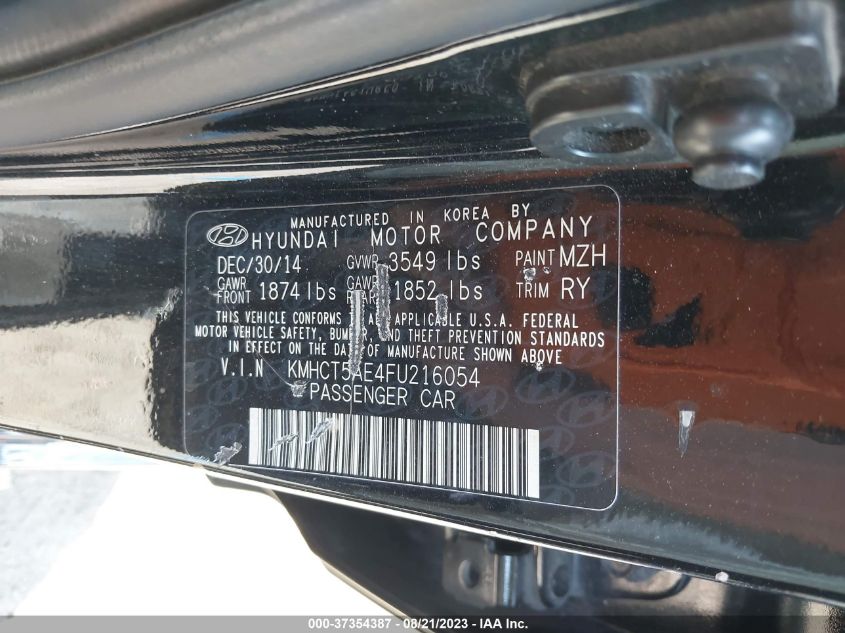 MANUFACTURED IN KOREA BY
HYUNDAI MOTOR COMPANY
DEC/30/14 GVWR 3549 lbs PAINT MZH
GAWR FRONT 1874 lbs GAWR REAR 1852 lbs TRIM RY
THIS VEHICLE CONFORMS TO ALL APPLICABLE U.S.A. FEDERAL
MOTOR VEHICLE SAFETY, BUMPER, AND THEFT PREVENTION STANDARDS
IN EFFECT ON THE DATE OF MANUFACTURE SHOWN ABOVE
V.I.N KMHCT5AE4FU216054
PASSENGER CAR
000-37354387 - 08/21/2023 - IAA Inc.